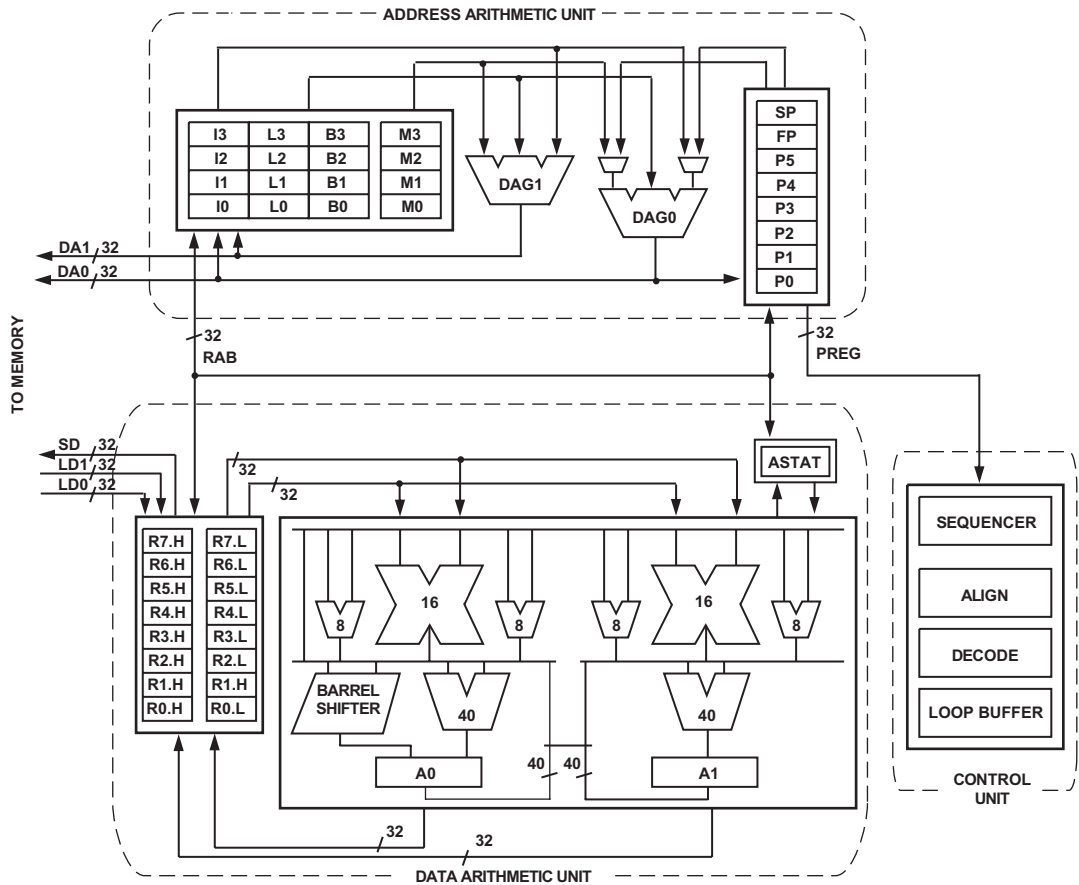 ADDRESS ARITHMETIC UNIT
I3 L3 B3 M3
I2 L2 B2 M2
I1 L1 B1 M1
I0 L0 B0 M0
DAG1
DAG0
SP
FP
P5
P4
P3
P2
P1
P0
DA1 32
DA0 32
TO MEMORY
32
RAB
32
PREG
SD 32
LD1 32
LD0 32
32
32
ASTAT
R7.H R7.L
R6.H R6.L
R5.H R5.L
R4.H R4.L
R3.H R3.L
R2.H R2.L
R1.H R1.H
R0.H R0.L
16
8
8
8
16
8
BARREL
SHIFTER
40
40
A0
40
40
A1
32
32
DATA ARITHMETIC UNIT
SEQUENCER
ALIGN
DECODE
LOOP BUFFER
CONTROL
UNIT